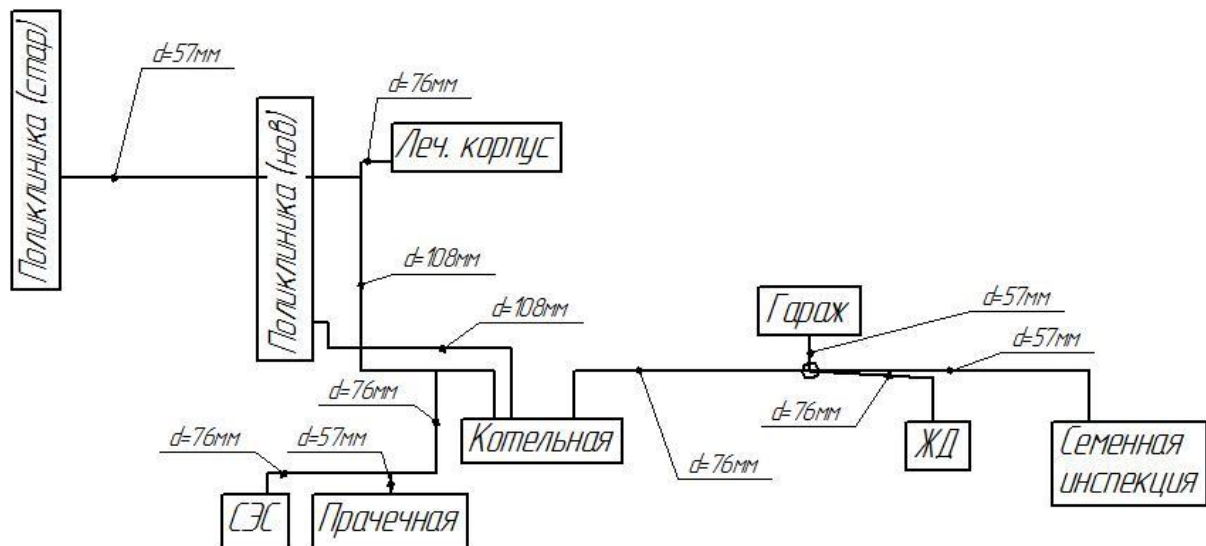 Поликлиника (стар)
d=57мм
Поликлиника (нов)
d=76мм
Леч. корпус
d=108мм
d=108мм
Гараж
d=57мм
d=57мм
d=76мм
d=76мм
d=76мм
d=57мм
Котельная
d=76мм
ЖД
Семенная
инспекция
СЭС
Прачечная